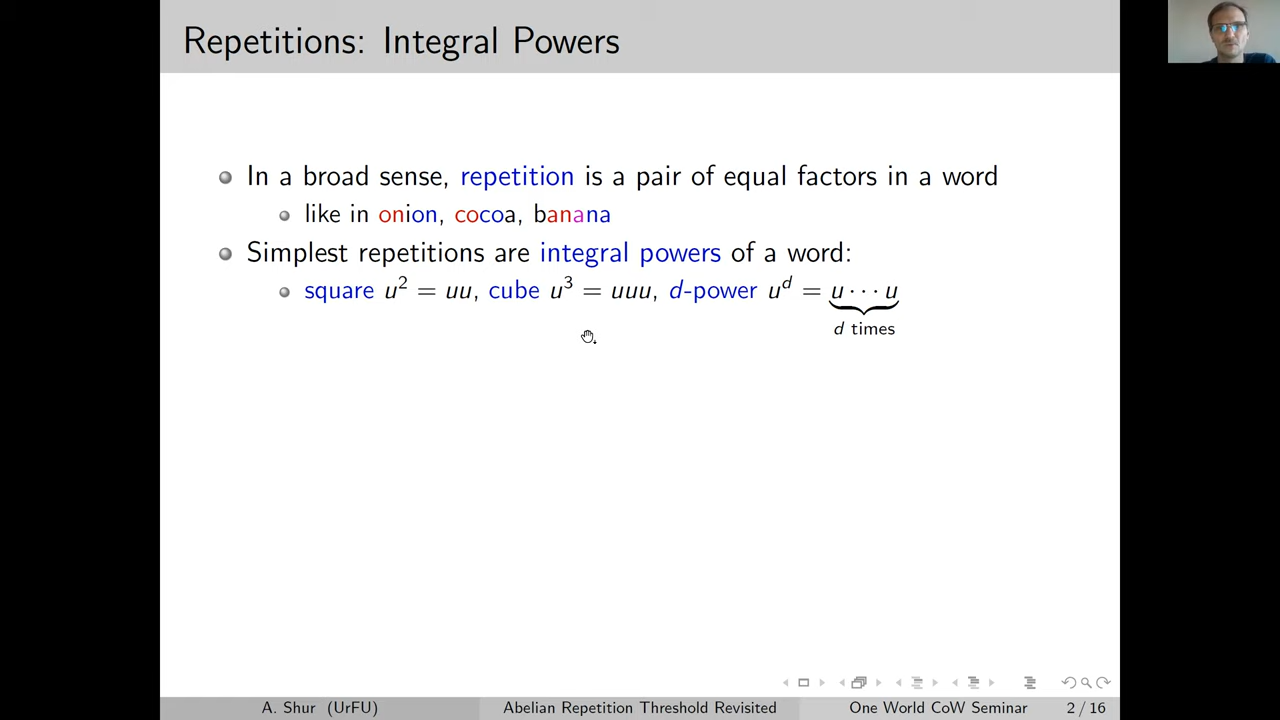 Repetitions: Integral Powers
In a broad sense, repetition is a pair of equal factors in a word
like in onion, cocoa, banana
Simplest repetitions are integral powers of a word:
square u² = uu, cube u³ = uuu, d-power uᵈ = u · · · u
d times
A. Shur (UrFU) Abelian Repetition Threshold Revisited One World CoW Seminar 2 / 16